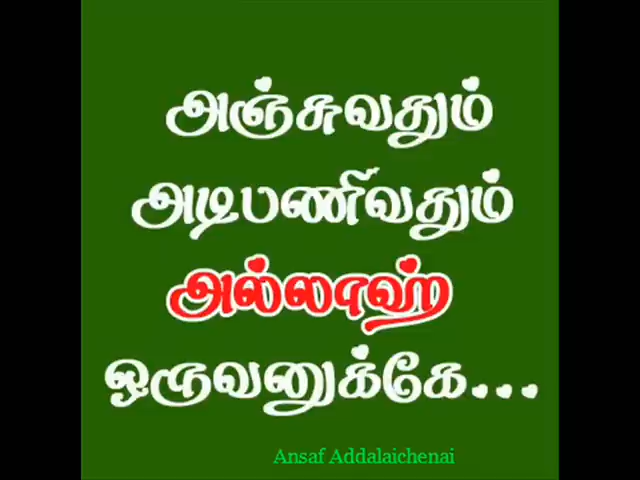 அஞ்சுவதும்
அடிபணிவதும்
அல்லாஹ்
ஒருவனுக்கே...
Ansaf Addalaichenai